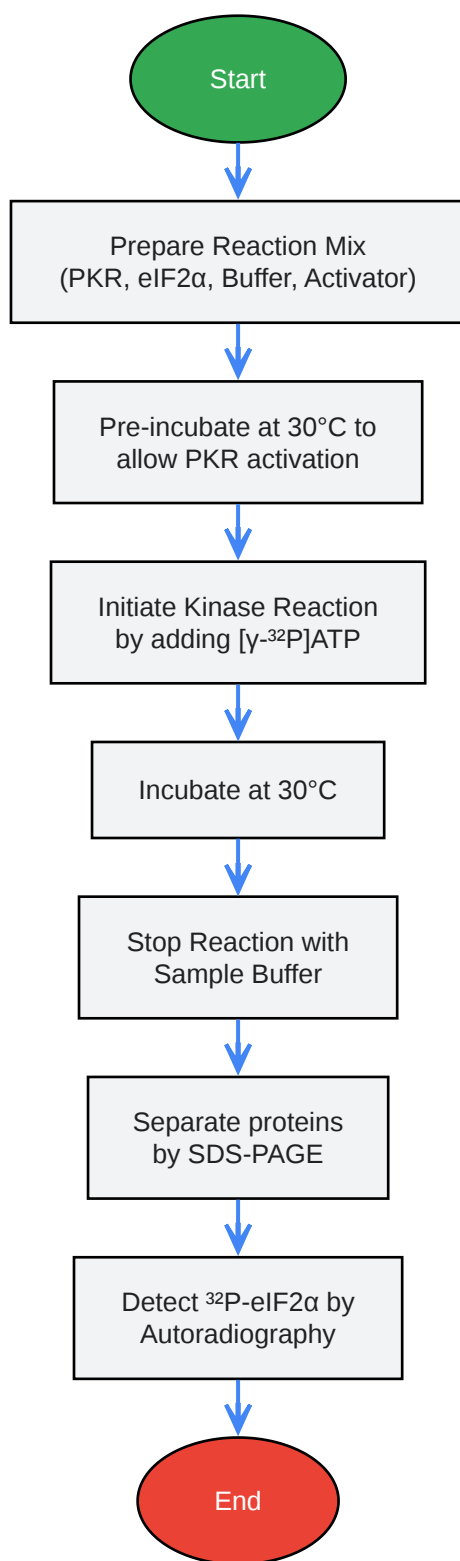 Start
Prepare Reaction Mix
(PKR, eIF2α, Buffer, Activator)
Pre-incubate at 30°C to
allow PKR activation
Initiate Kinase Reaction
by adding [γ-³²P]ATP
Incubate at 30°C
Stop Reaction with
Sample Buffer
Separate proteins
by SDS-PAGE
Detect ³²P-eIF2α by
Autoradiography
End